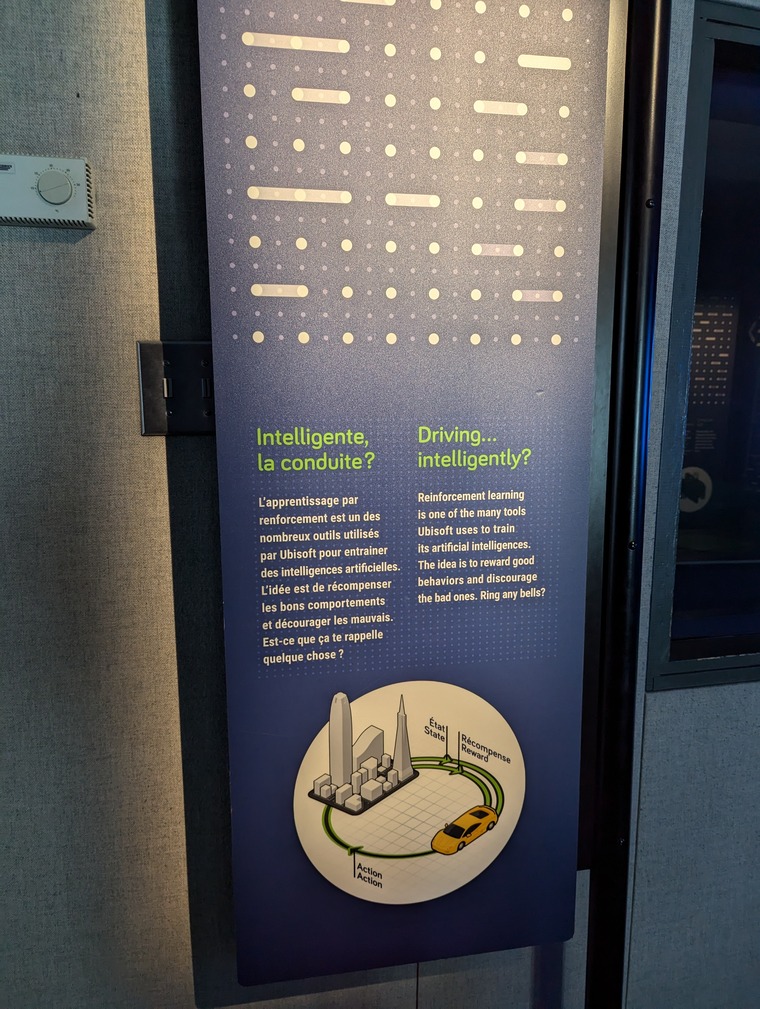 Intelligente,
la conduite ?
L'apprentissage par
renforcement est un des
nombreux outils utilisés
par Ubisoft pour entrainer
des intelligences artificielles.
L'idée est de récompenser
les bons comportements
et décourager les mauvais.
Est-ce que ça te rappelle
quelque chose ?
Driving...
intelligently?
Reinforcement learning
is one of the many tools
Ubisoft uses to train
its artificial intelligences.
The idea is to reward good
behaviors and discourage
the bad ones. Ring any bells?
État
State
Récompense
Reward
Action
Action